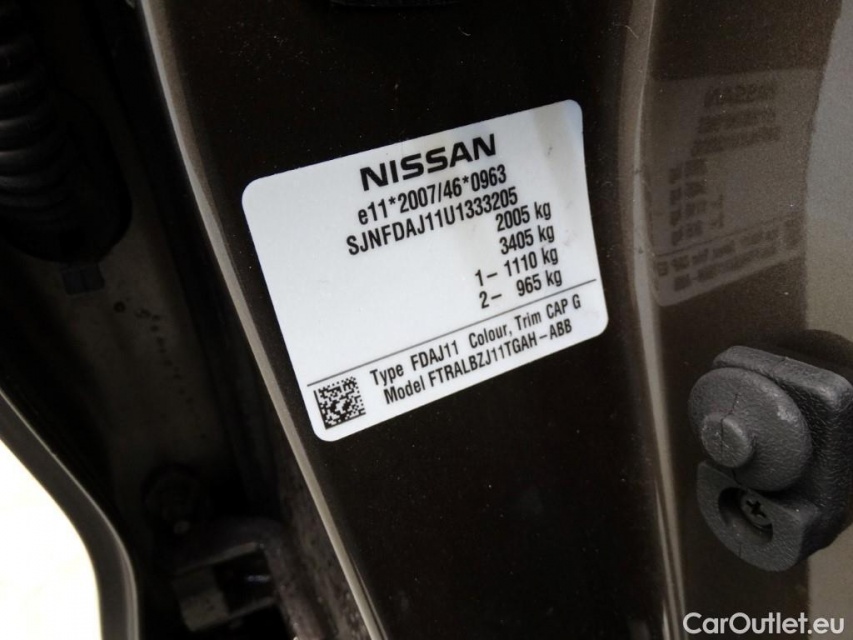 NISSAN
e11*2007/46*0963
SJNFDAJ11U1333205
2005 kg
3405 kg
1- 1110 kg
2- 965 kg
Type FDAJ11 Colour, Trim CAP G
Model FTRALBZJ11TGAH-ABB
NISSAN
CarOutlet.eu